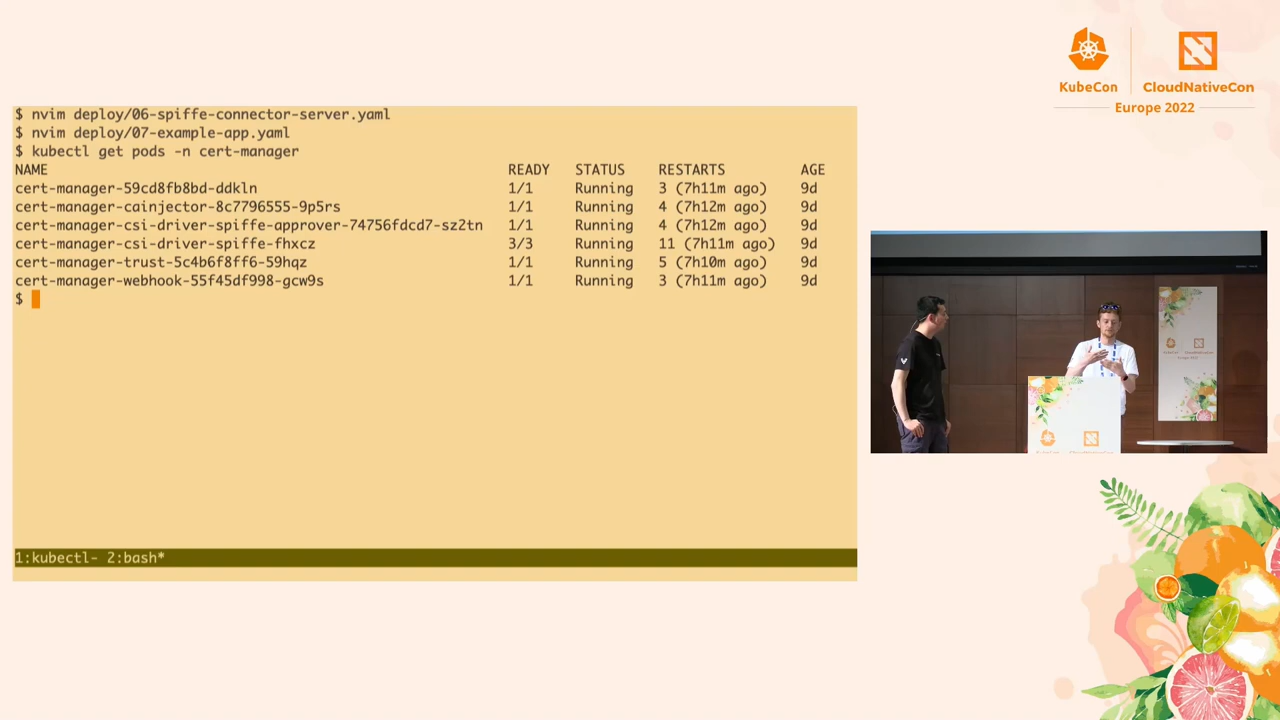 $ nvim deploy/06-spiffe-connector-server.yaml
$ nvim deploy/07-example-app.yaml
$ kubectl get pods -n cert-manager
NAME READY STATUS RESTARTS AGE
cert-manager-59cd8fb8bd-ddkln 1/1 Running 3 (7h11m ago) 9d
cert-manager-cainjector-8c7796555-9p5rs 1/1 Running 4 (7h12m ago) 9d
cert-manager-csi-driver-spiffe-approver-74756fdcd7-sz2tn 1/1 Running 4 (7h12m ago) 9d
cert-manager-csi-driver-spiffe-fhxcz 3/3 Running 11 (7h11m ago) 9d
cert-manager-trust-5c4b6f8ff6-59hqz 1/1 Running 5 (7h10m ago) 9d
cert-manager-webhook-55f45df998-gcw9s 1/1 Running 3 (7h11m ago) 9d
$
1:kubectl- 2:bash*
KubeCon CloudNativeCon
Europe 2022